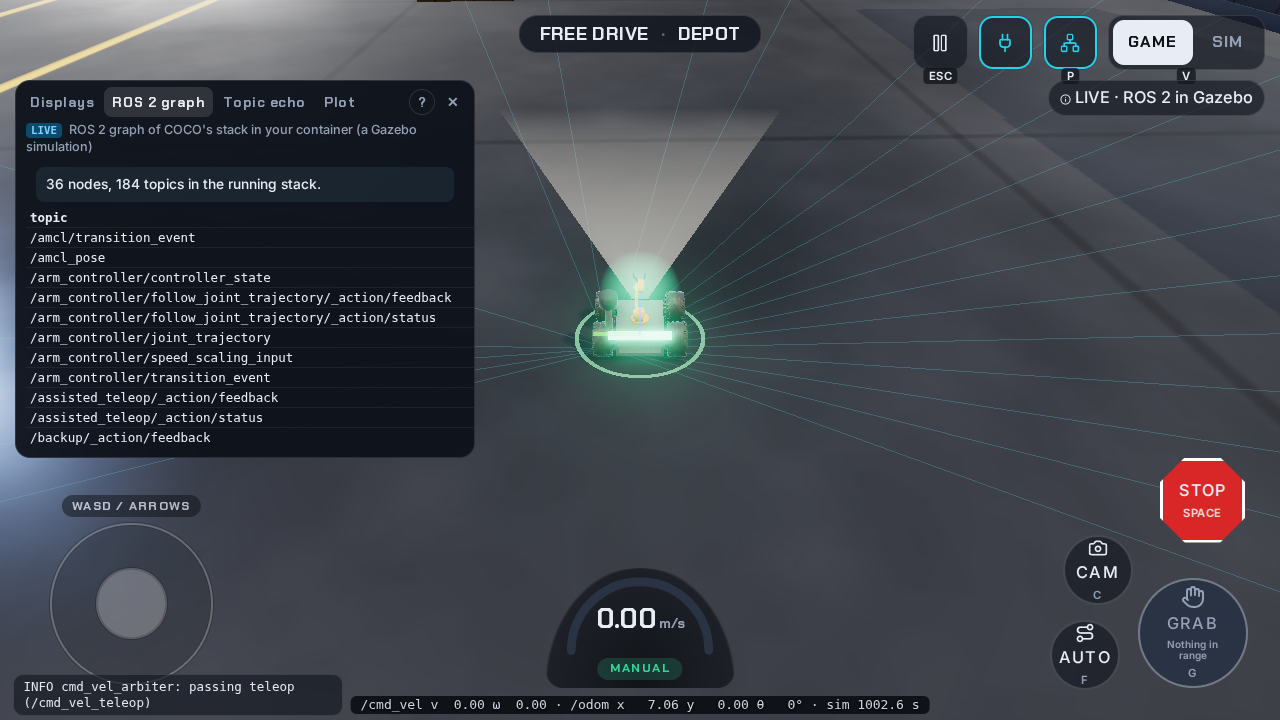 FREE DRIVE · DEPOT
GAME SIM
ESC P V
LIVE · ROS 2 in Gazebo
Displays ROS 2 graph Topic echo Plot ? ×
LIVE ROS 2 graph of COCO's stack in your container (a Gazebo
simulation)
36 nodes, 184 topics in the running stack.
topic
/amcl/transition_event
/amcl_pose
/arm_controller/controller_state
/arm_controller/follow_joint_trajectory/_action/feedback
/arm_controller/follow_joint_trajectory/_action/status
/arm_controller/joint_trajectory
/arm_controller/speed_scaling_input
/arm_controller/transition_event
/assisted_teleop/_action/feedback
/assisted_teleop/_action/status
/backup/_action/feedback
WASD / ARROWS
STOP
SPACE
CAM
C
GRAB
Nothing in
range
G
AUTO
F
0.00 m/s
MANUAL
INFO cmd_vel_arbiter: passing teleop
(/cmd_vel_teleop)
/cmd_vel v 0.00 ω 0.00 · /odom x 7.06 y 0.00 θ 0° · sim 1002.6 s